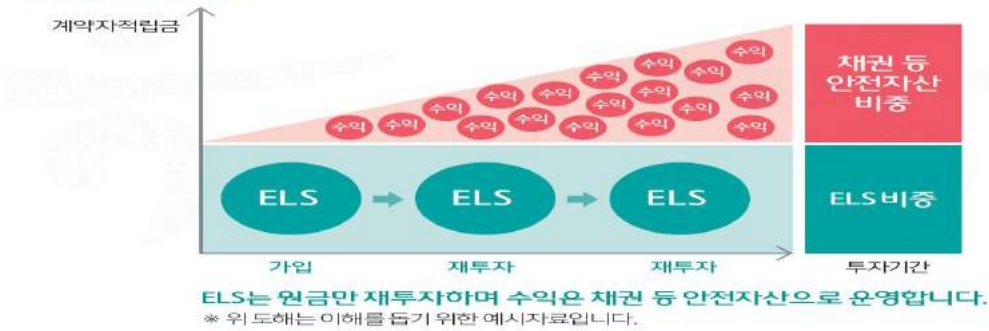 계약자적립금
수익 수익 수익 수익 수익 수익 수익 수익 수익 수익 수익 수익 수익 수익 수익 수익 수익 수익
채권 등
안전자산
비중
ELS ELS ELS
ELS 비중
가입 재투자 재투자 투자기간
ELS는 원금만 재투자하며 수익은 채권 등 안전자산으로 운영합니다.
※ 위 도해는 이해를 돕기 위한 예시자료입니다.